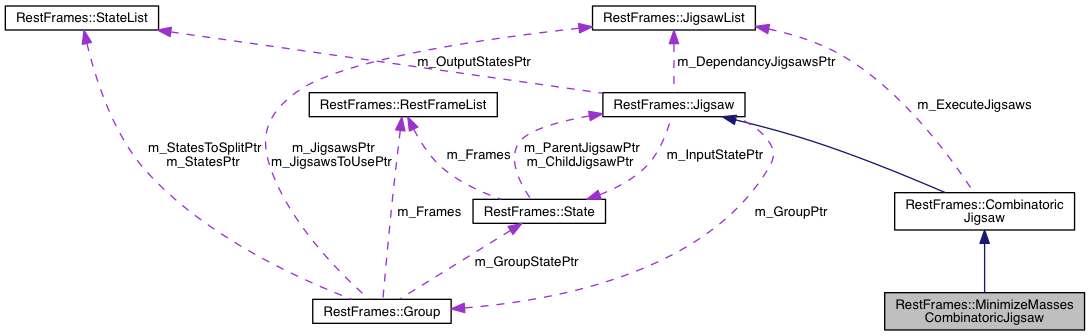 RestFrames::StateList
RestFrames::JigsawList
m_OutputStatesPtr
m_DependancyJigsawsPtr
RestFrames::RestFrameList
RestFrames::Jigsaw
m_ExecuteJigsaws
m_StatesToSplitPtr
m_StatesPtr
m_JigsawsPtr
m_JigsawsToUsePtr
m_Frames
m_ParentJigsawPtr
m_ChildJigsawPtr
m_InputStatePtr
m_Frames
RestFrames::State
m_GroupPtr
RestFrames::Combinatoric
Jigsaw
m_GroupStatePtr
RestFrames::Group
RestFrames::MinimizeMasses
CombinatoricJigsaw